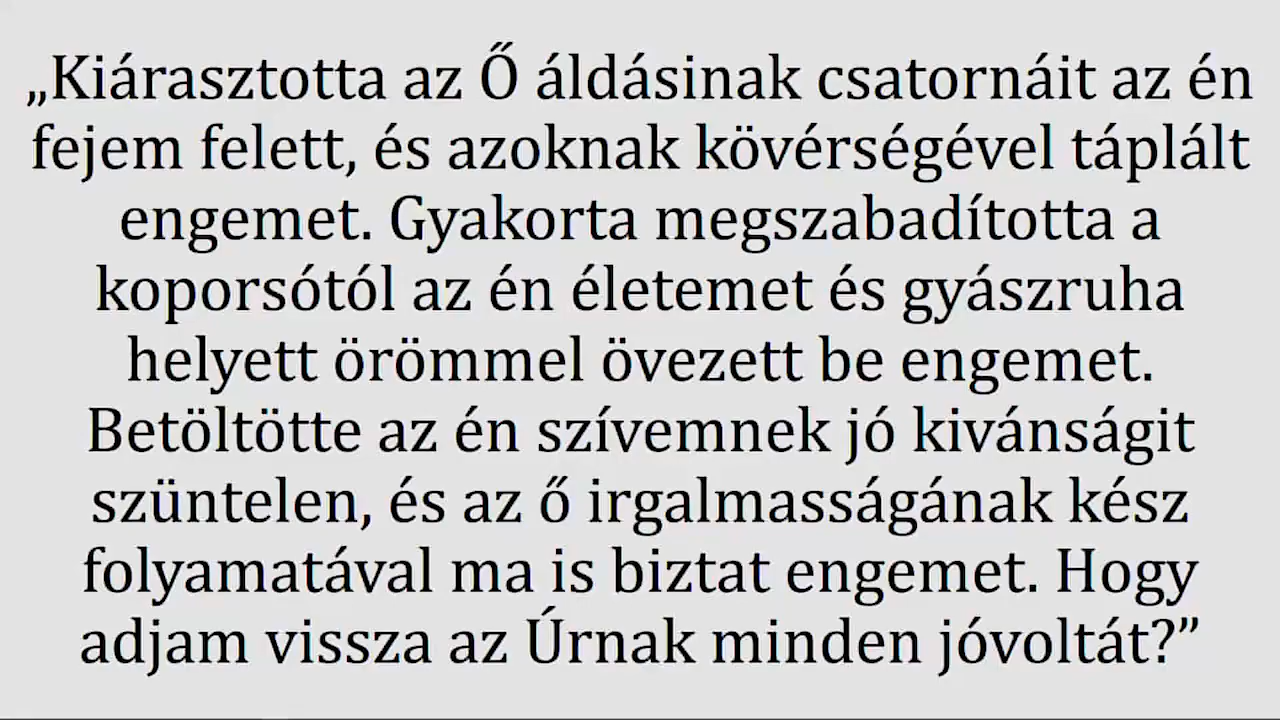 „Kiárasztotta az Ő áldásinak csatornáit az én
fejem felett, és azoknak kövérségével táplált
engemet. Gyakorta megszabadította a
koporsótól az én életemet és gyászruha
helyett örömmel övezett be engemet.
Betöltötte az én szívemnek jó kivánságit
szüntelen, és az ő irgalmasságának kész
folyamatával ma is biztat engemet. Hogy
adjam vissza az Úrnak minden jóvoltát?”